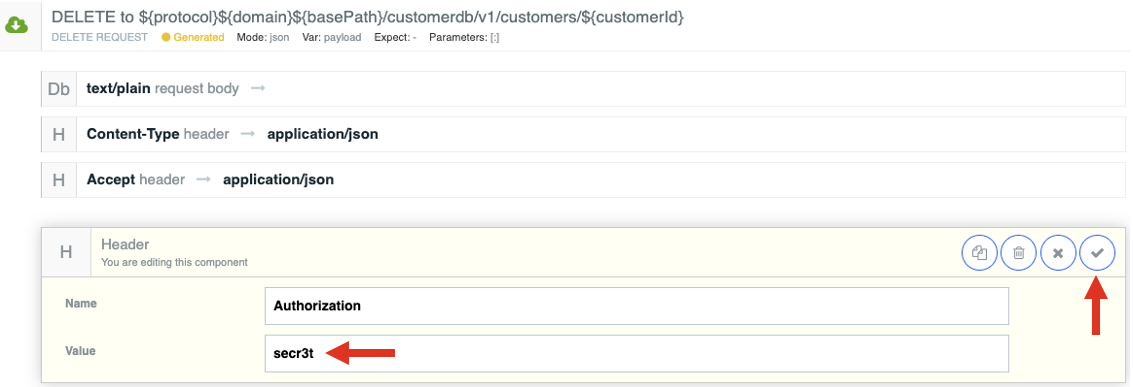 DELETE to ${protocol}${domain}${basePath}/customerdb/v1/customers/${customerId}
DELETE REQUEST Generated Mode: json Var: payload Expect: - Parameters: [:]
Db text/plain request body →
H Content-Type header → application/json
H Accept header → application/json
H Header
You are editing this component
Name Authorization
Value secr3t